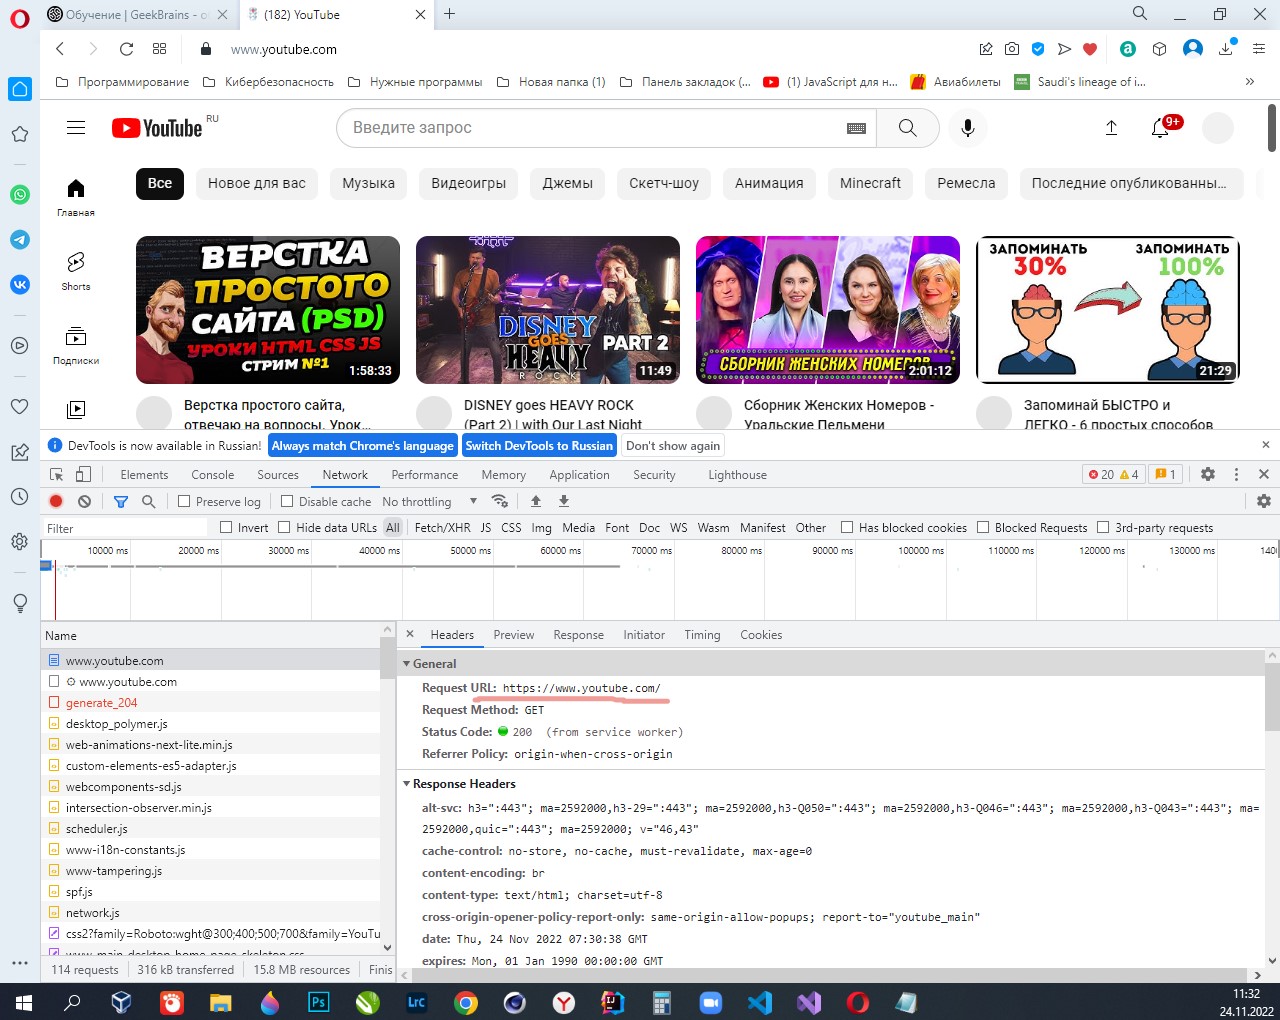 Обучение | GeekBrains - о
(182) YouTube
www.youtube.com
Программирование
Кибербезопасность
Нужные программы
Новая папка (1)
Панель закладок (...
(1) JavaScript для н...
Авиабилеты
Saudi's lineage of i...
YouTube RU
Введите запрос
9+
Главная
Shorts
Подписки
Все
Новое для вас
Музыка
Видеоигры
Джемы
Скетч-шоу
Анимация
Minecraft
Ремесла
Последние опубликованны...
ВЕРСТКА
ПРОСТОГО
САЙТА (PSD)
УРОКИ HTML CSS JS
СТРИМ №1
1:58:33
DISNEY
GOES
HEAVY
ROCK
PART 2
11:49
СБОРНИК ЖЕНСКИХ НОМЕРОВ
2:01:12
ЗАПОМИНАТЬ
30%
ЗАПОМИНАТЬ
100%
21:29
Верстка простого сайта,
отвечаю на вопросы. Урок...
DISNEY goes HEAVY ROCK
(Part 2) | with Our Last Night
Сборник Женских Номеров -
Уральские Пельмени
Запоминай БЫСТРО и
ЛЕГКО - 6 простых способов
DevTools is now available in Russian!
Always match Chrome's language
Switch DevTools to Russian
Don't show again
Elements
Console
Sources
Network
Performance
Memory
Application
Security
Lighthouse
20
4
1
Preserve log
Disable cache
No throttling
Filter
Invert
Hide data URLs
All
Fetch/XHR
JS
CSS
Img
Media
Font
Doc
WS
Wasm
Manifest
Other
Has blocked cookies
Blocked Requests
3rd-party requests
10000 ms
20000 ms
30000 ms
40000 ms
50000 ms
60000 ms
70000 ms
80000 ms
90000 ms
100000 ms
110000 ms
120000 ms
130000 ms
140
Name
www.youtube.com
www.youtube.com
generate_204
desktop_polymer.js
web-animations-next-lite.min.js
custom-elements-es5-adapter.js
webcomponents-sd.js
intersection-observer.min.js
scheduler.js
www-i18n-constants.js
www-tampering.js
spf.js
network.js
css2?family=Roboto:wght@300;400;500;700&family=YouTu
www-main-desktop-home-page-skeleton.css
114 requests
316 kB transferred
15.8 MB resources
Finis
Headers
Preview
Response
Initiator
Timing
Cookies
General
Request URL: https://www.youtube.com/
Request Method: GET
Status Code: 200 (from service worker)
Referrer Policy: origin-when-cross-origin
Response Headers
alt-svc: h3=":443"; ma=2592000,h3-29=":443"; ma=2592000,h3-Q050=":443"; ma=2592000,h3-Q046=":443"; ma=2592000,h3-Q043=":443"; ma=
2592000,quic=":443"; ma=2592000; v="46,43"
cache-control: no-store, no-cache, must-revalidate, max-age=0
content-encoding: br
content-type: text/html; charset=utf-8
cross-origin-opener-policy-report-only: same-origin-allow-popups; report-to="youtube_main"
date: Thu, 24 Nov 2022 07:30:38 GMT
expires: Mon, 01 Jan 1990 00:00:00 GMT
Ps
Lrc
11:32
24.11.2022